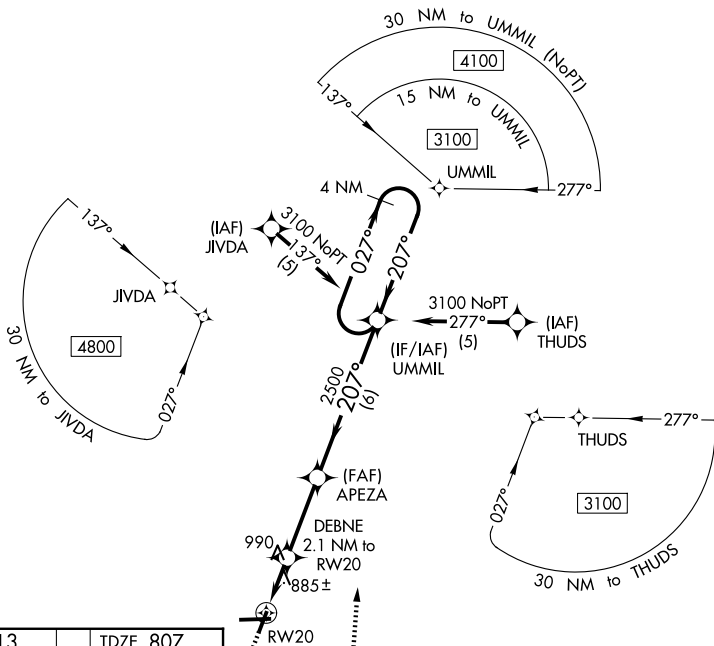 30 NM to UMMIL (NoPT)
4100
137°
15 NM to UMMIL
3100
UMMIL
277°
4 NM
(IAF)
JIVDA
3100 NoPT
137°
(5)
027°
207°
137°
JIVDA
4800
30 NM to JIVDA
027°
3100 NoPT
277°
(5)
(IAF)
THUDS
(IF/IAF)
UMMIL
2500
207°
(6)
THUDS
277°
3100
027°
30 NM to THUDS
(FAF)
APEZA
DEBNE
2.1 NM to
RW20
990
885±
RW20
TDZE 807